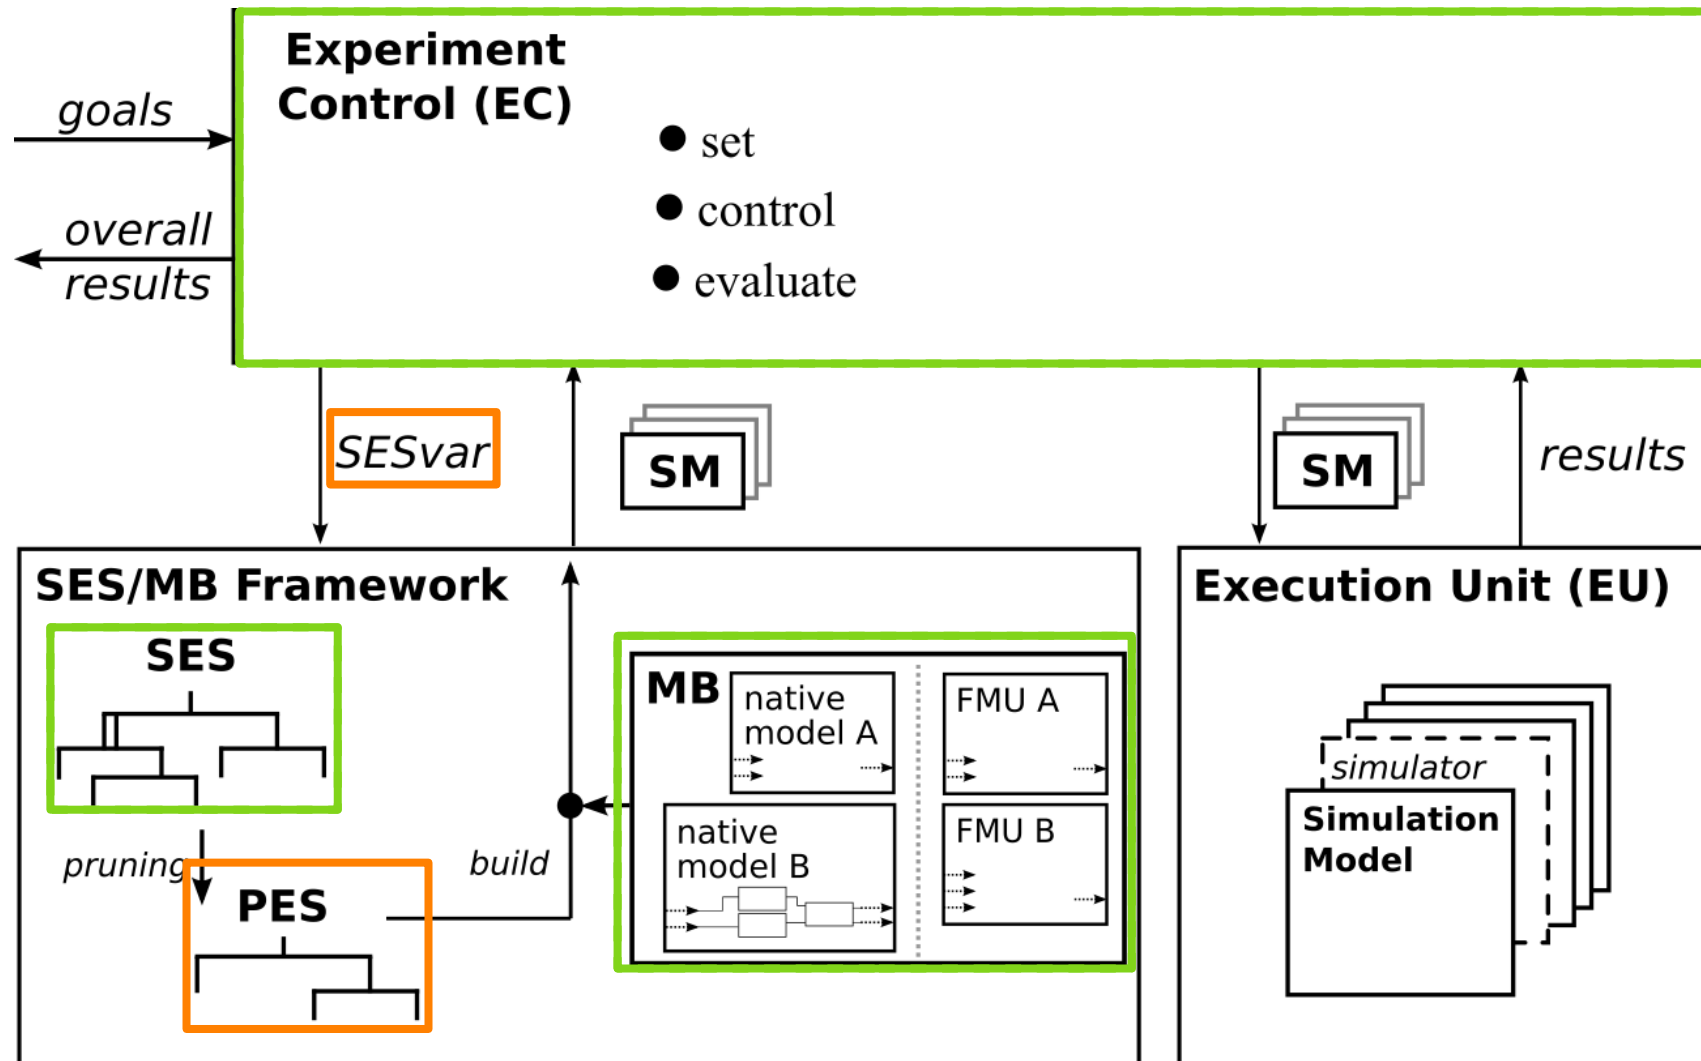 Experiment
Control (EC)
goals
overall
results
● set
● control
● evaluate
SESvar
SM
SM
results
SES/MB Framework
SES
pruning
PES
build
MB
native
model A
FMU A
native
model B
FMU B
Execution Unit (EU)
simulator
Simulation
Model